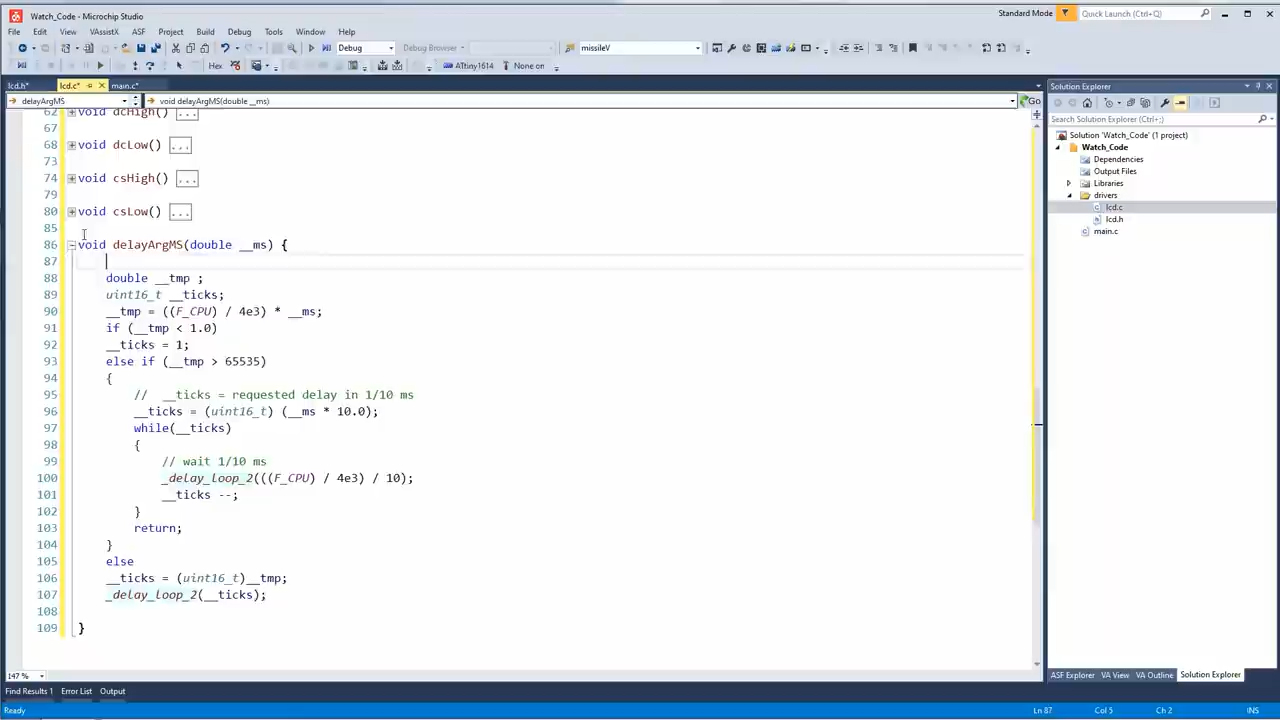 Watch_Code - Microchip Studio
Standard Mode
Quick Launch (Ctrl+;)
File Edit View VAssistX ASF Project Build Debug Tools Window Help
Debug
Debug Browser
missileV
Hex
ATtiny1614
None on
lcd.h*
lcd.c*
main.c*
delayArgMS
void delayArgMS(double __ms)
Go
62 void dcHigh() ...
67
68 void dcLow() ...
73
74 void csHigh() ...
79
80 void csLow() ...
85
86 void delayArgMS(double __ms) {
87
88 double __tmp ;
89 uint16_t __ticks;
90 __tmp = ((F_CPU) / 4e3) * __ms;
91 if (__tmp < 1.0)
92 __ticks = 1;
93 else if (__tmp > 65535)
94 {
95 //  __ticks = requested delay in 1/10 ms
96 __ticks = (uint16_t) (__ms * 10.0);
97 while(__ticks)
98 {
99 // wait 1/10 ms
100 _delay_loop_2(((F_CPU) / 4e3) / 10);
101 __ticks --;
102 }
103 return;
104 }
105 else
106 __ticks = (uint16_t)__tmp;
107 _delay_loop_2(__ticks);
108
109 }
147 %
Solution Explorer
Search Solution Explorer (Ctrl+;)
Solution 'Watch_Code' (1 project)
Watch_Code
Dependencies
Output Files
Libraries
drivers
lcd.c
lcd.h
main.c
ASF Explorer VA View VA Outline Solution Explorer
Find Results 1 Error List Output
Ready
Ln 87 Col 5 Ch 2 INS